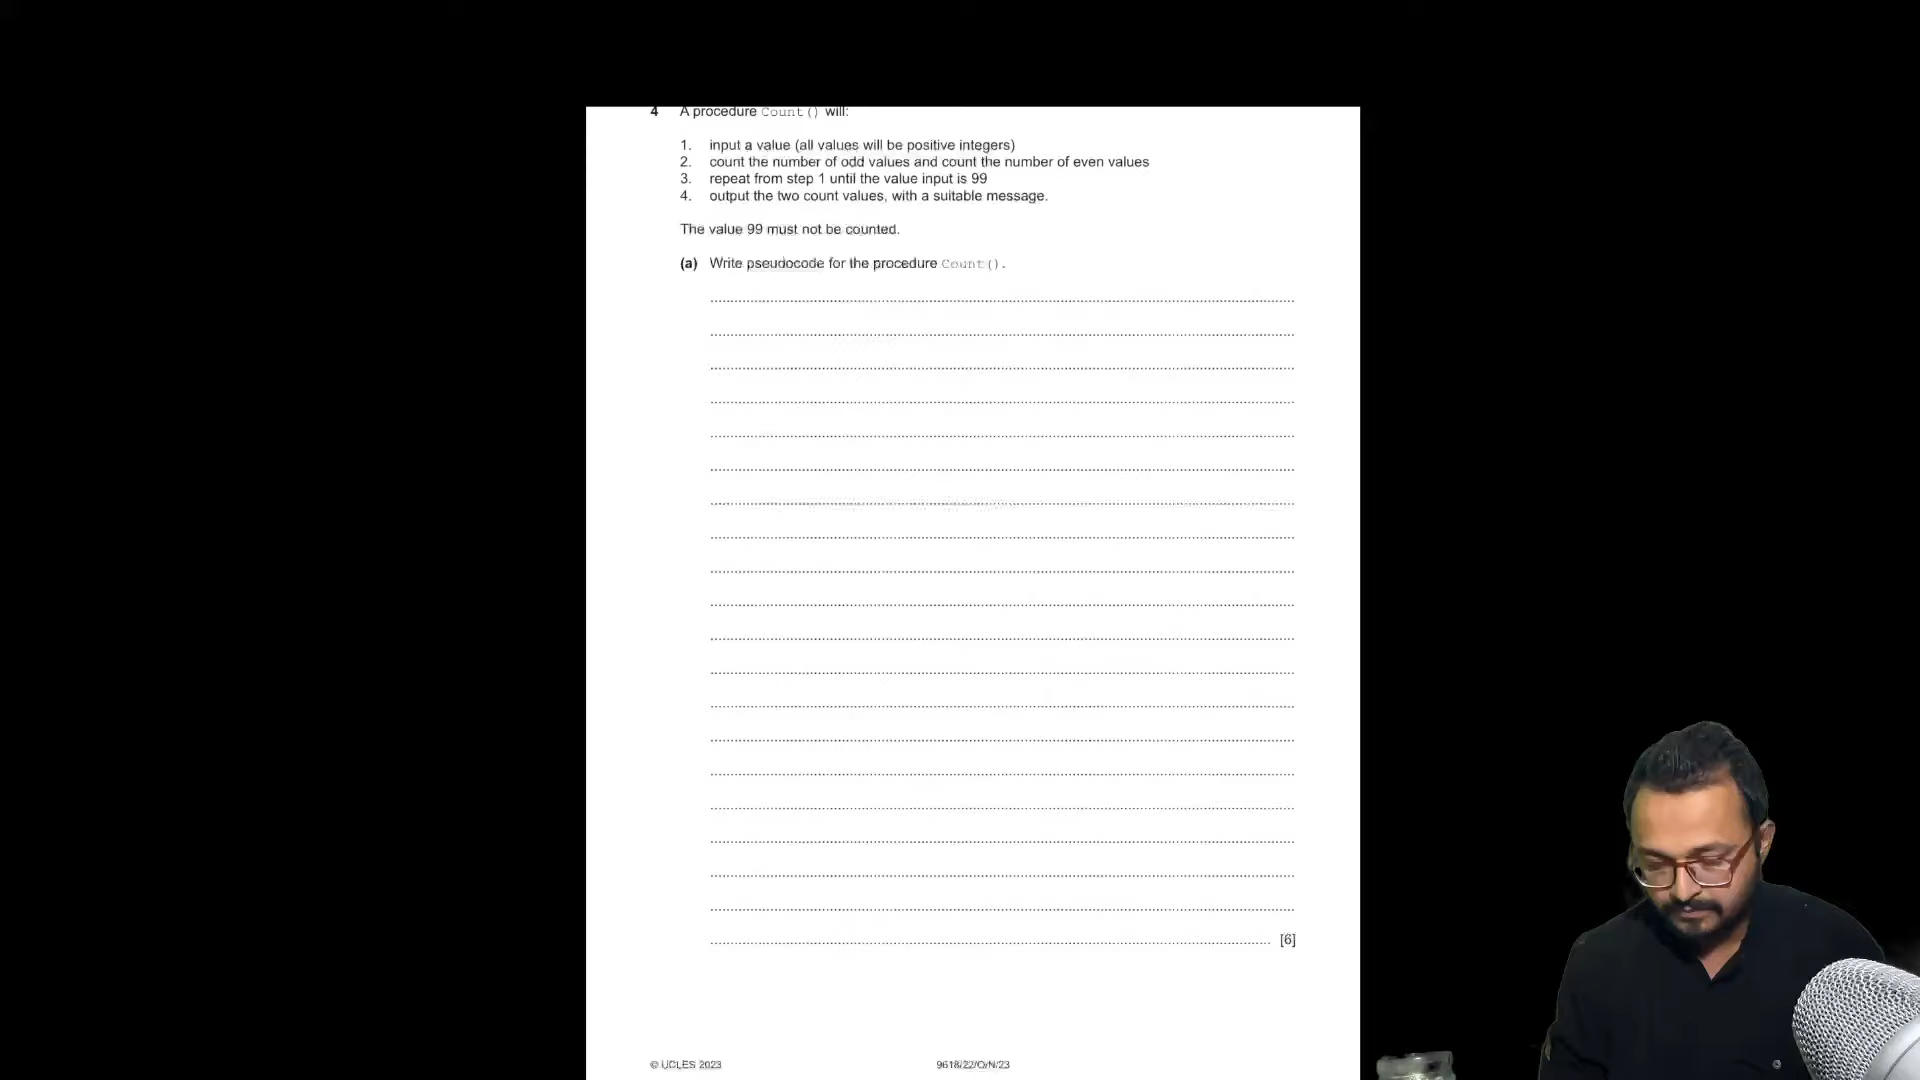 4 A procedure Count() will:
1. input a value (all values will be positive integers)
2. count the number of odd values and count the number of even values
3. repeat from step 1 until the value input is 99
4. output the two count values, with a suitable message.
The value 99 must not be counted.
(a) Write pseudocode for the procedure Count().
[6]
© UCLES 2023 9618/22/O/N/23